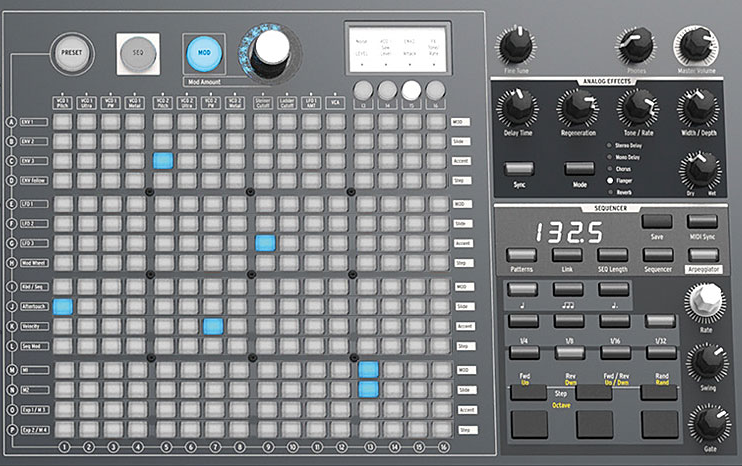 PRESET
SEQ
MOD
Mod Amount
LEVEL
Attack
Rate
Fine Tune
Phones
Master Volume
ANALOG EFFECTS
Delay Time
Regeneration
Tone / Rate
Width / Depth
Stereo Delay
Mono Delay
Chorus
Flanger
Reverb
Sync
Mode
Dry
Wet
SEQUENCER
132.5
Save
MIDI Sync
Patterns
Link
SEQ Length
Sequencer
Arpeggiator
Rate
1/4
1/8
1/16
1/32
Swing
Fwd
Rev
Fwd / Rev
Rand
Up
Dwn
Up / Dwn
Rand
Step
Octave
Gate
13 14 15 16
VCO 1 Pitch
VCO 1 Ultra
VCO 1 PW
VCO 1 Metal
VCO 2 Pitch
VCO 2 Ultra
VCO 2 PW
VCO 2 Metal
Steiner Cutoff
Ladder Cutoff
LFO 1 AMT
VCA
A ENV 1 MOD
B ENV 2 Slide
C ENV 3 Accent
D ENV Follow Step
E LFO 1 MOD
F LFO 2 Slide
G LFO 3 Accent
H Mod Wheel Step
I Kbd / Seq MOD
J Aftertouch Slide
K Velocity Accent
L Seq Mod Step
M M1 MOD
N M2 Slide
O Exp 1 / M 3 Accent
P Exp 2 / M 4 Step
1 2 3 4 5 6 7 8 9 10 11 12 13 14 15 16